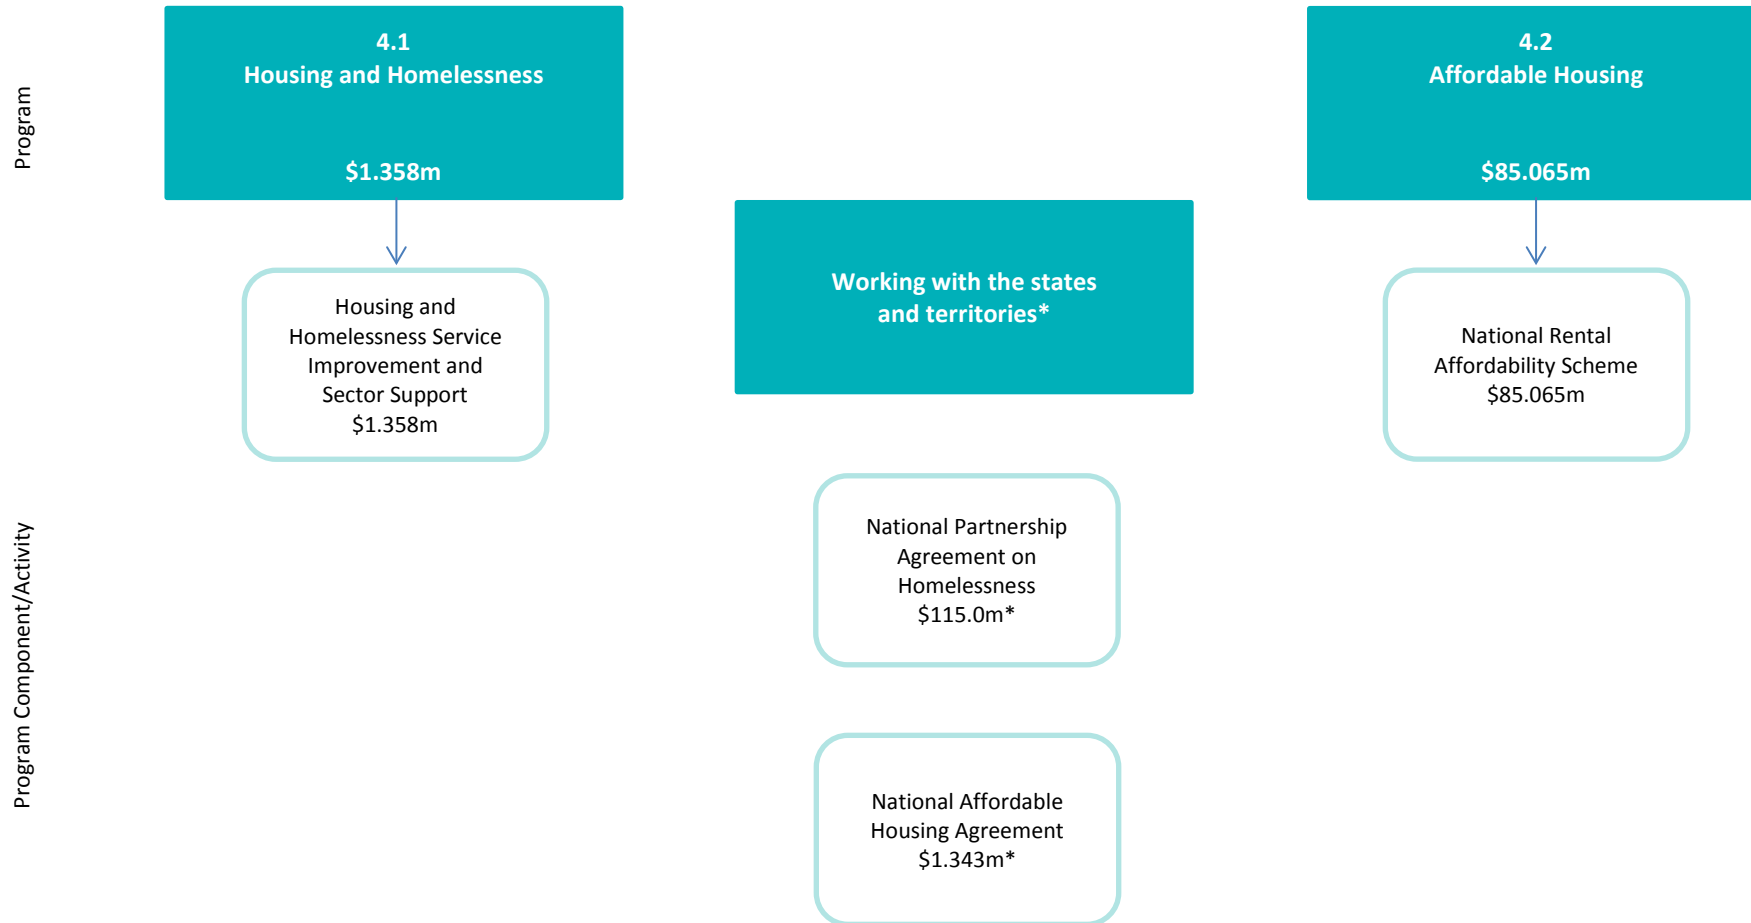 Program
4.1
Housing and Homelessness
$1.358m
4.2
Affordable Housing
$85.065m
Working with the states
and territories*
Program Component/Activity
Housing and
Homelessness Service
Improvement and
Sector Support
$1.358m
National Rental
Affordability Scheme
$85.065m
National Partnership
Agreement on
Homelessness
$115.0m*
National Affordable
Housing Agreement
$1.343m*